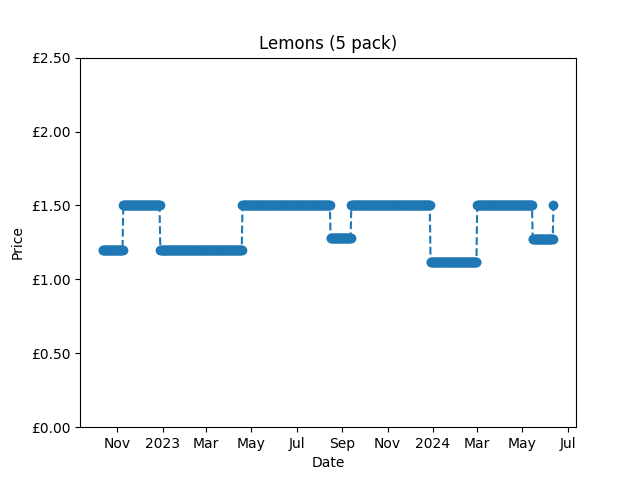 Lemons (5 pack)
£2.50
£2.00
£1.50
£1.00
£0.50
£0.00
Price
Nov 2023 Mar May Jul Sep Nov 2024 Mar May Jul
Date